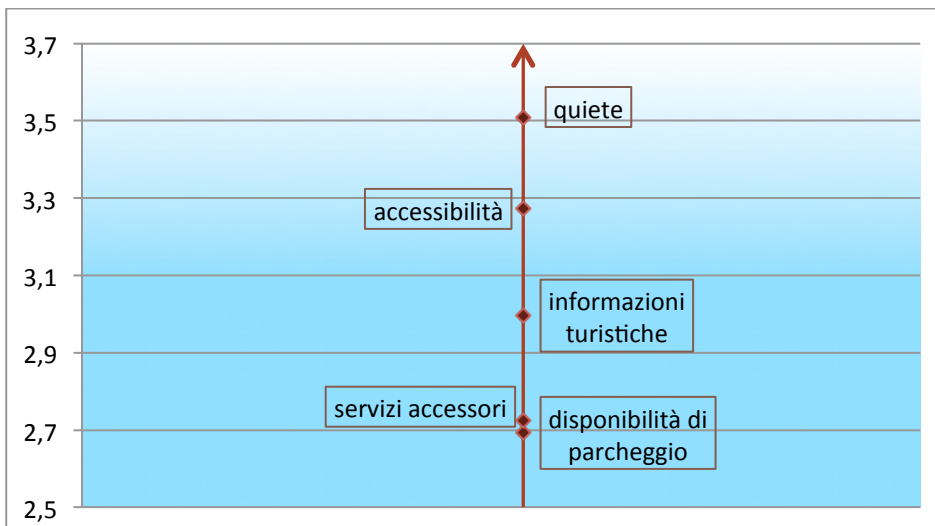 3,7
quiete
3,5
3,3
accessibilità
3,1
informazioni
turistiche
2,9
servizi accessori
disponibilità di
parcheggio
2,7
2,5